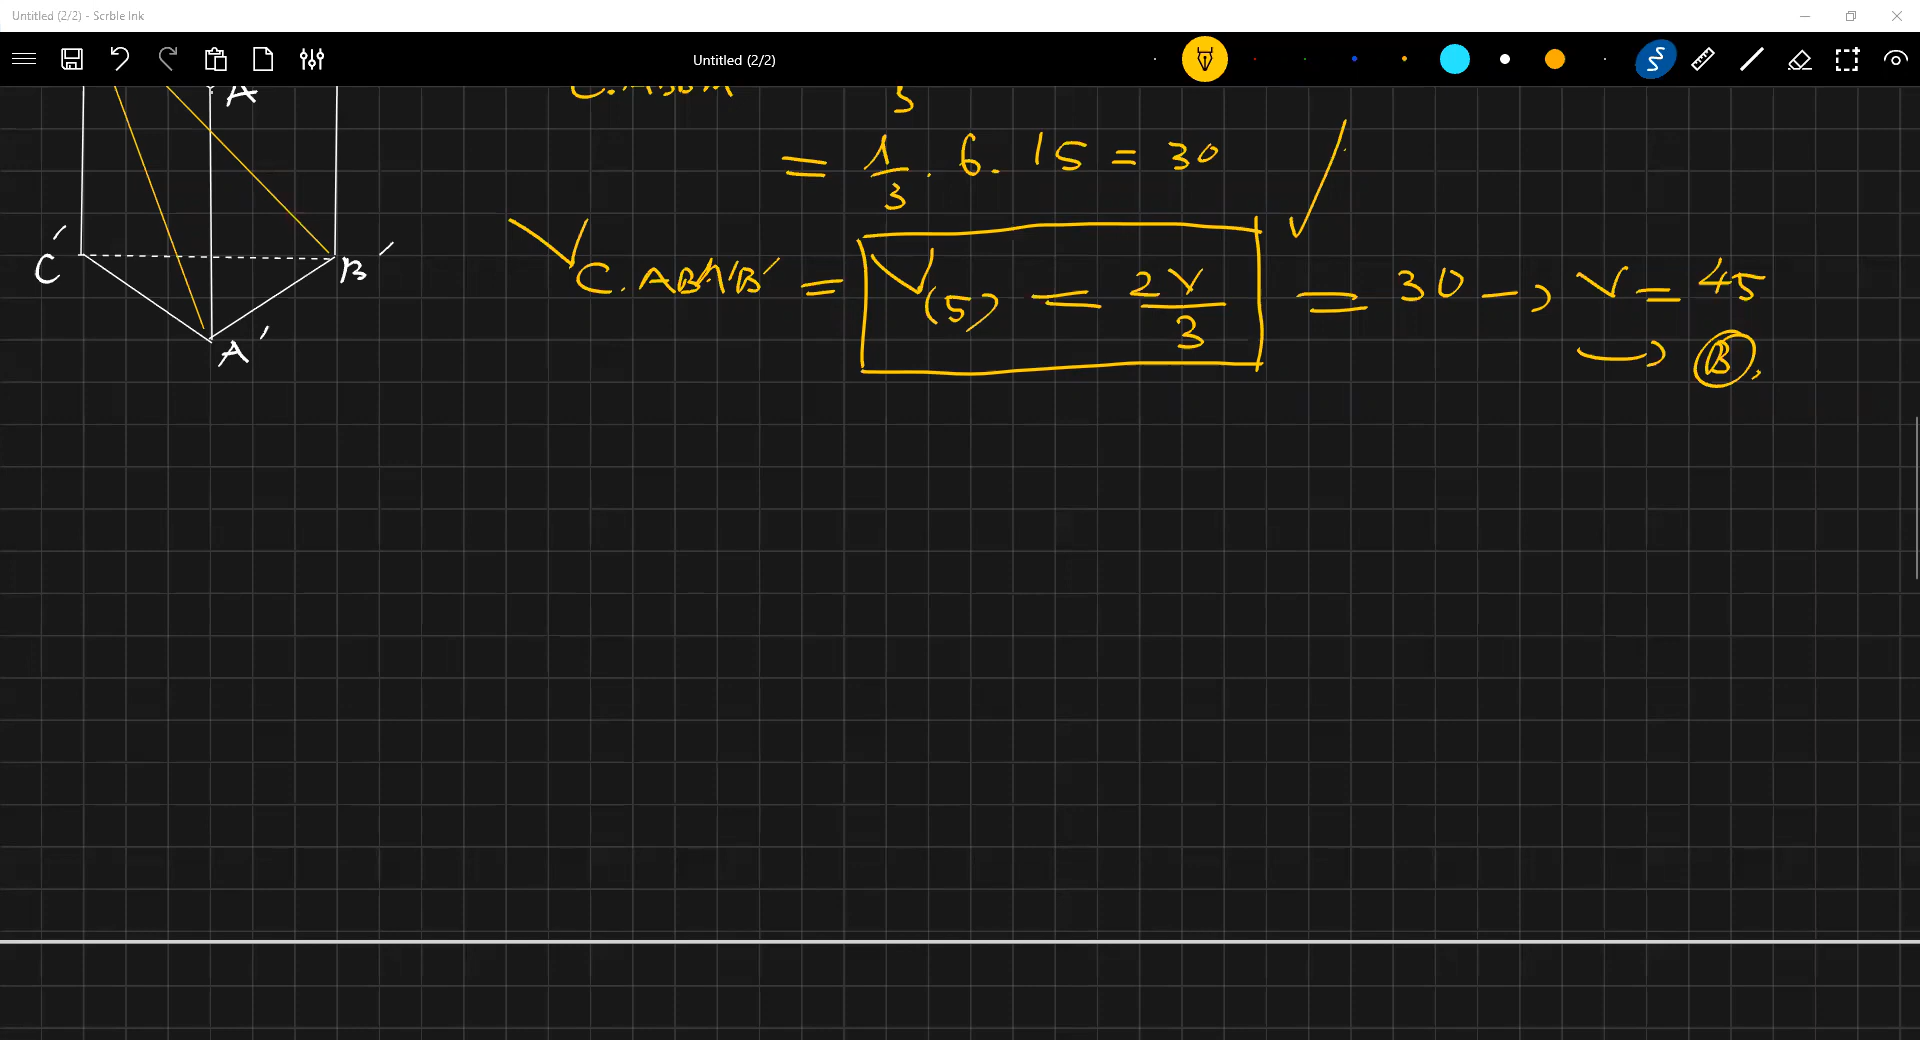 Untitled (2/2) - Scrble Ink
Untitled (2/2)
A
3
= 1/3 . 6 . 15 = 30
C'
B'
A'
V C.ABA'B' = V(5) = 2V/3 = 30 → V = 45
→ B.